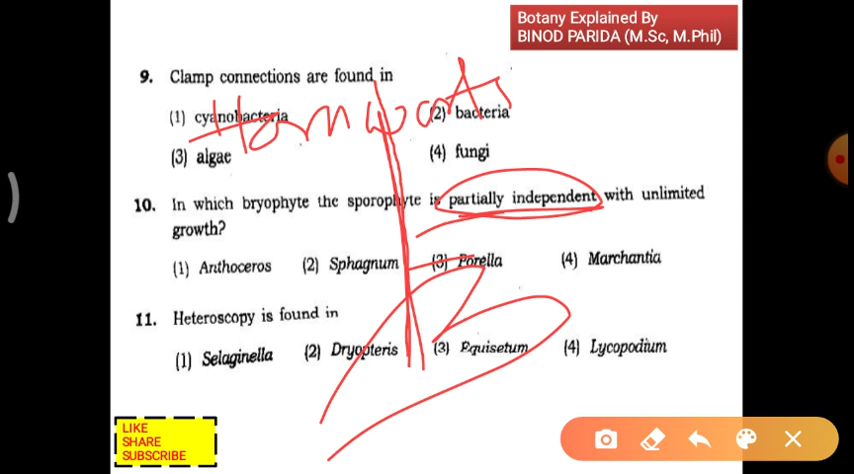 Botany Explained By
BINOD PARIDA (M.Sc, M.Phil)
9. Clamp connections are found in
(1) cyanobacteria (2) bacteria
(3) algae (4) fungi
10. In which bryophyte the sporophyte is partially independent with unlimited
growth?
(1) Anthoceros (2) Sphagnum (3) Porella (4) Marchantia
11. Heteroscopy is found in
(1) Selaginella (2) Dryopteris (3) Equisetum (4) Lycopodium
LIKE
SHARE
SUBSCRIBE